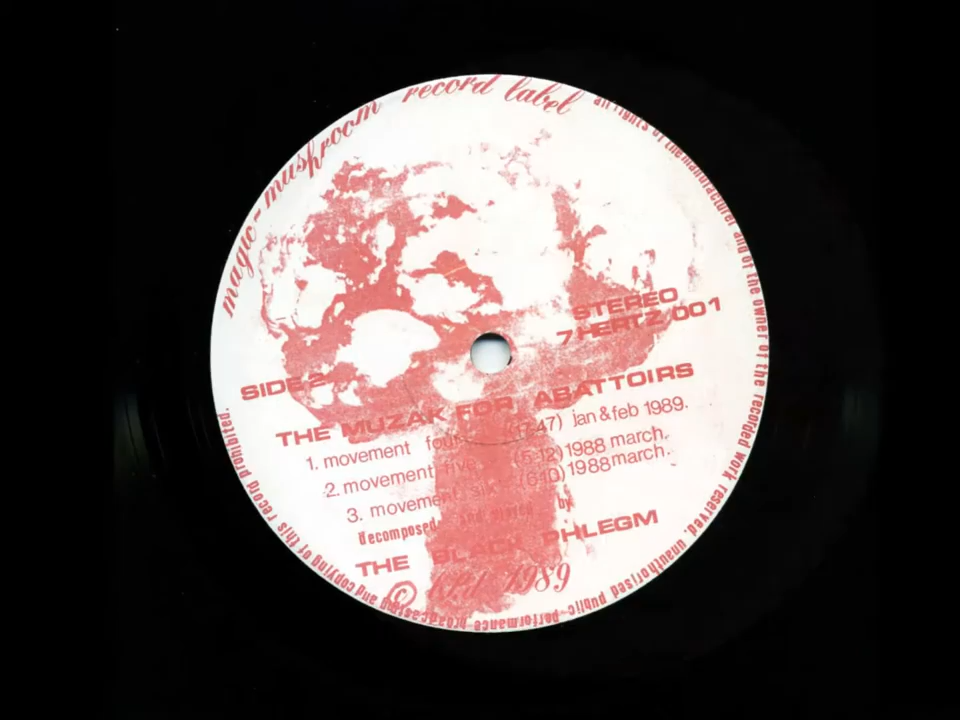 magic-mushroom record label
all rights of the manufacturer and of the owner of the recorded work reserved. unauthorised public performance broadcasting and copying of this record prohibited.
STEREO
7 HERTZ 001
SIDE 2
THE MUZAK FOR ABATTOIRS
1. movement four (7:47) jan & feb 1989.
2. movement five (5:12) 1988 march.
3. movement six (6:10) 1988 march.
decomposed and by
THE BLACK PHLEGM
© 1989